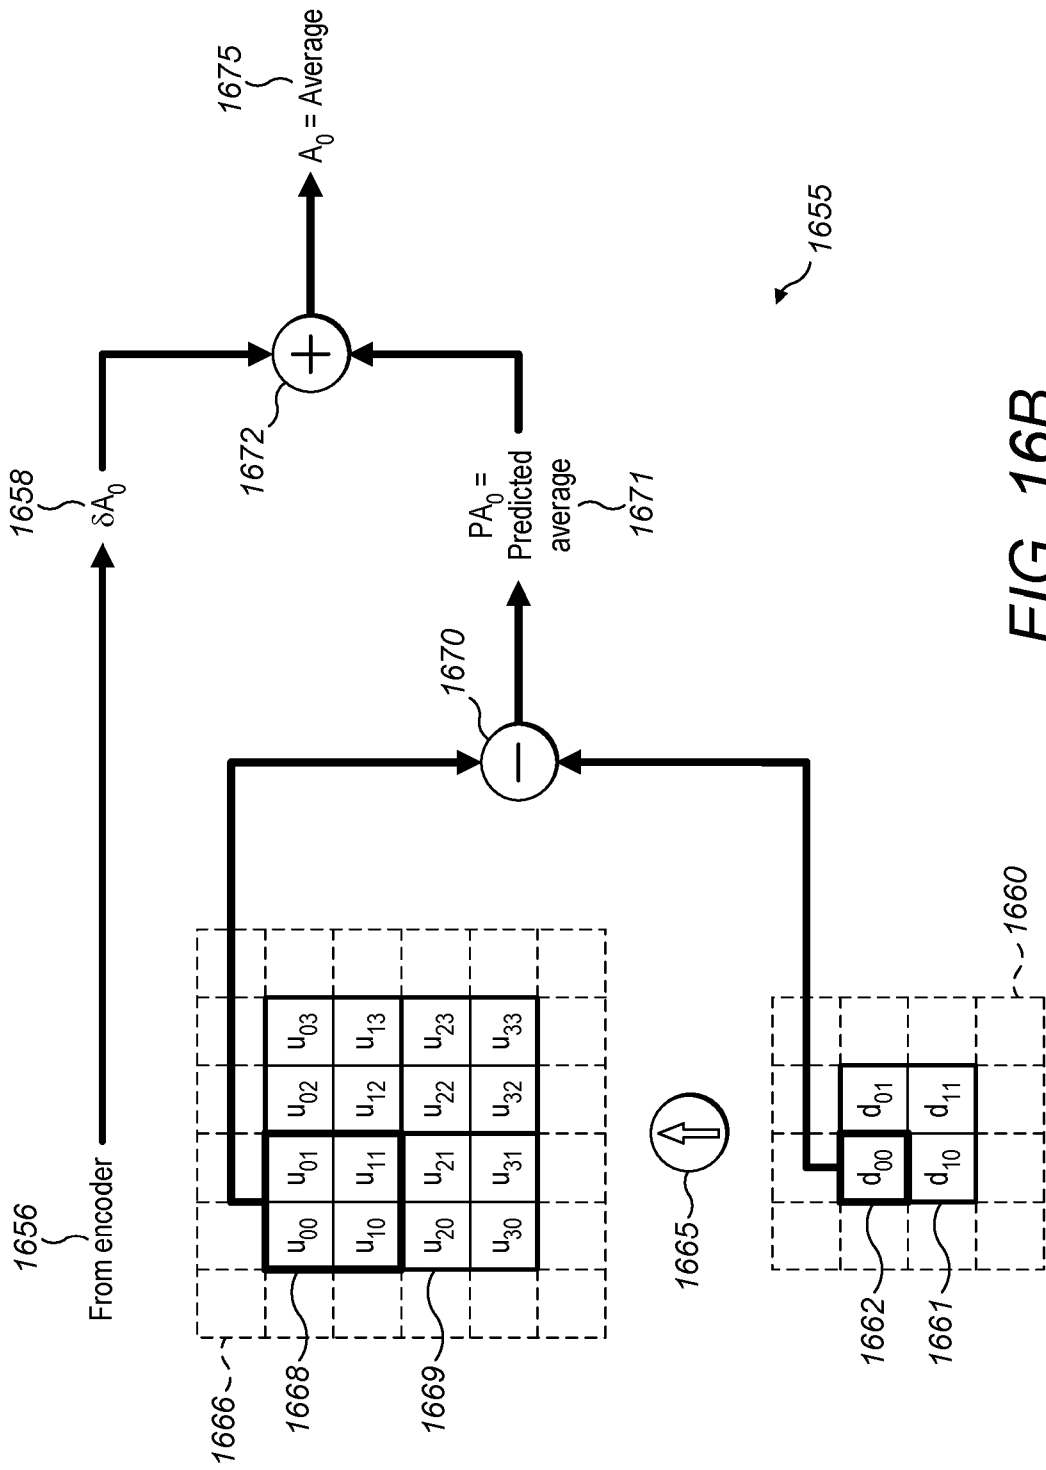 1656
From encoder
1658
δA₀
1675
A₀ = Average
1672
+
1666
1668
1669
u₀₀ u₀₁ u₀₂ u₀₃
u₁₀ u₁₁ u₁₂ u₁₃
u₂₀ u₂₁ u₂₂ u₂₃
u₃₀ u₃₁ u₃₂ u₃₃
1670
−
PA₀ =
Predicted
average
1671
1665
1655
1662
1661
d₀₀ d₀₁
d₁₀ d₁₁
1660
FIG. 16B